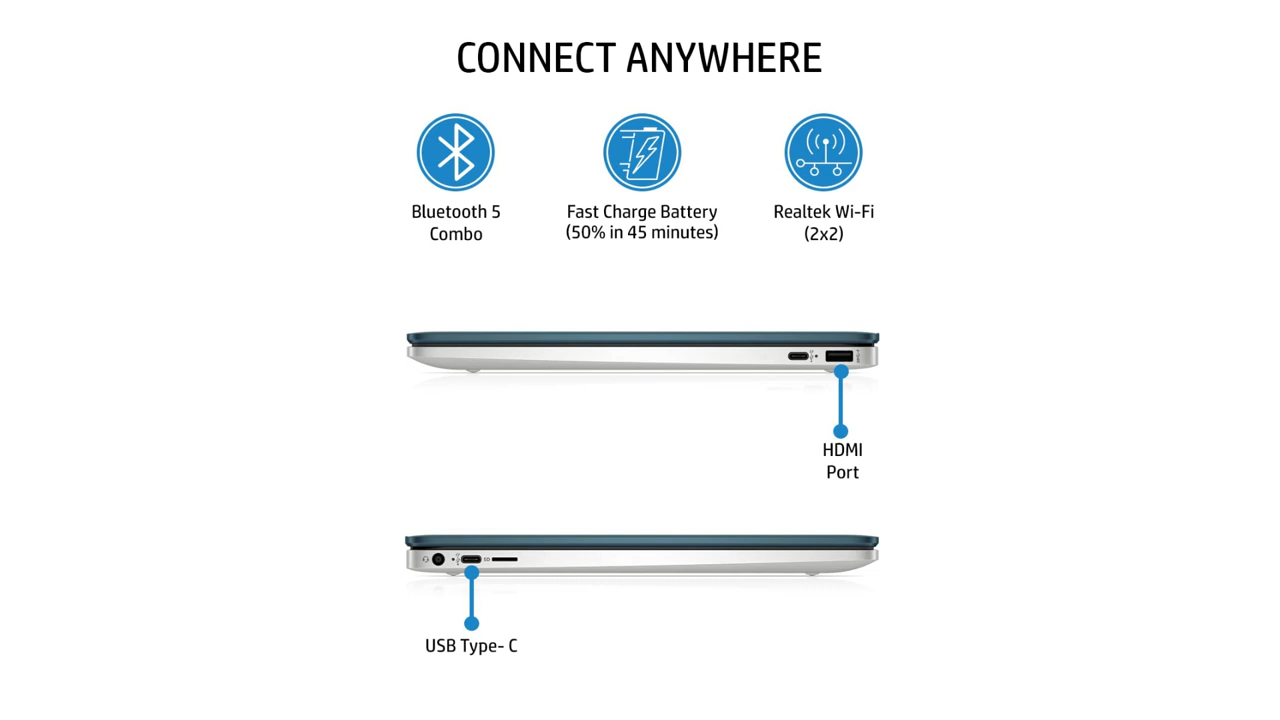 CONNECT ANYWHERE
Bluetooth 5
Combo
Fast Charge Battery
(50% in 45 minutes)
Realtek Wi-Fi
(2x2)
HDMI
Port
USB Type- C